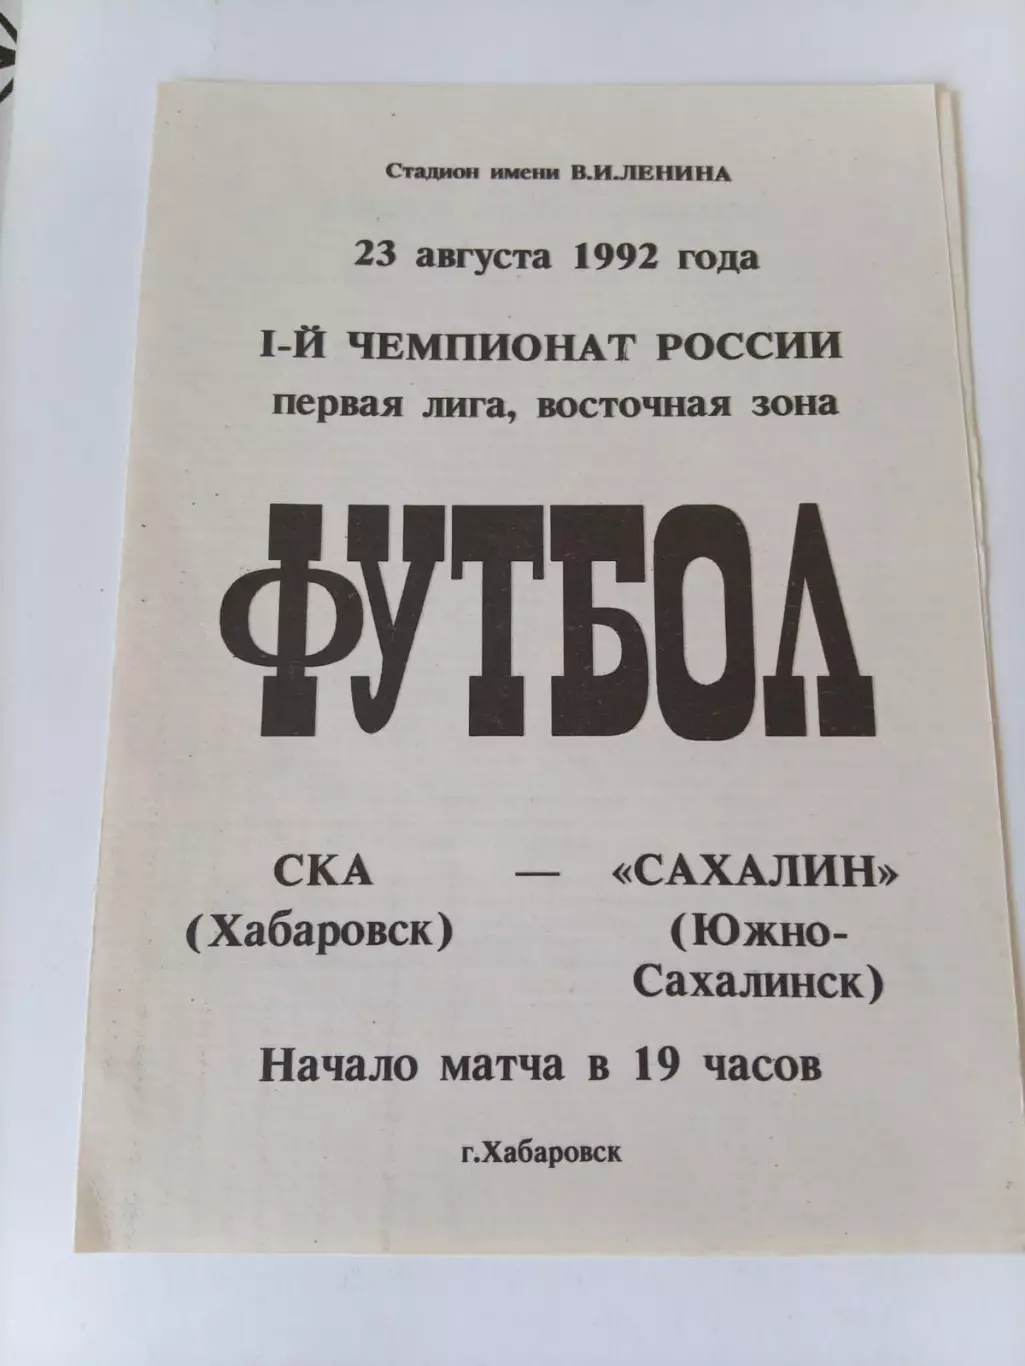 Стадион имени В.И.ЛЕНИНА
23 августа 1992 года
I-Й ЧЕМПИОНАТ РОССИИ
первая лига, восточная зона
ФУТБОЛ
СКА — «САХАЛИН»
(Хабаровск) (Южно-
Сахалинск)
Начало матча в 19 часов
г.Хабаровск